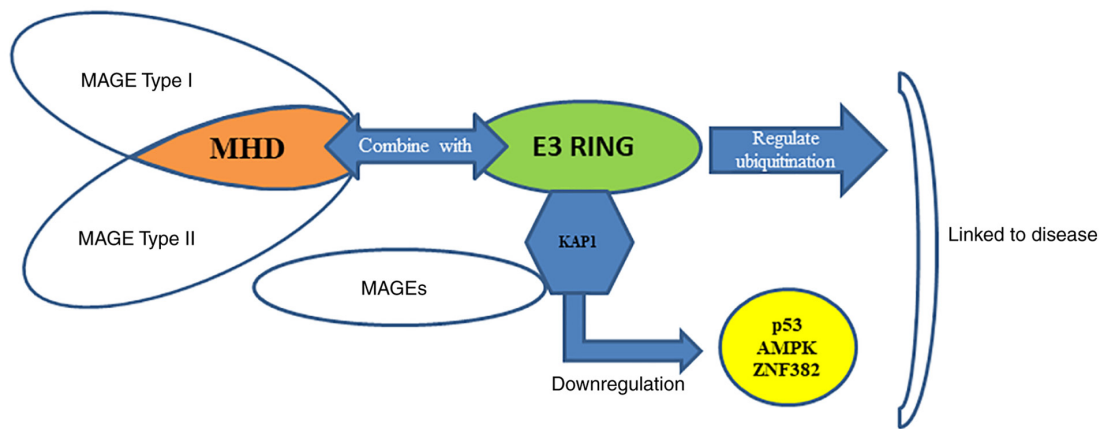 MAGE Type I
MHD
Combine with
E3 RING
Regulate
ubiquitination
MAGE Type II
KAP1
Linked to disease
MAGEs
p53
AMPK
ZNF382
Downregulation